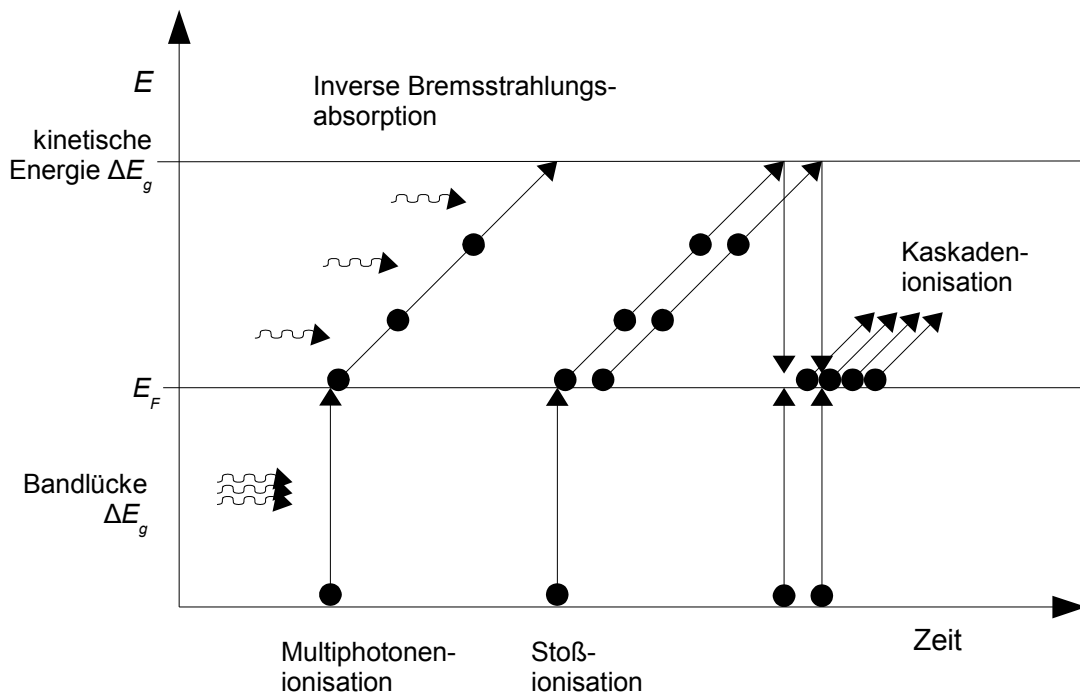 E
Inverse Bremsstrahlungs-
absorption
kinetische
Energie ΔE_g
Kaskaden-
ionisation
E_F
Bandlücke
ΔE_g
Zeit
Multiphotonen-
ionisation
Stoß-
ionisation